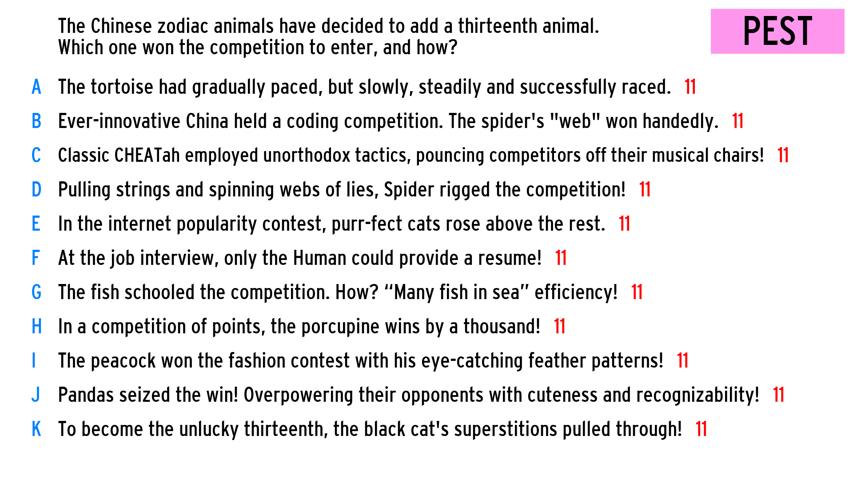 The Chinese zodiac animals have decided to add a thirteenth animal.
Which one won the competition to enter, and how?
PEST
A The tortoise had gradually paced, but slowly, steadily and successfully raced. 11
B Ever-innovative China held a coding competition. The spider's "web" won handedly. 11
C Classic CHEATah employed unorthodox tactics, pouncing competitors off their musical chairs! 11
D Pulling strings and spinning webs of lies, Spider rigged the competition! 11
E In the internet popularity contest, purr-fect cats rose above the rest. 11
F At the job interview, only the Human could provide a resume! 11
G The fish schooled the competition. How? “Many fish in sea” efficiency! 11
H In a competition of points, the porcupine wins by a thousand! 11
I The peacock won the fashion contest with his eye-catching feather patterns! 11
J Pandas seized the win! Overpowering their opponents with cuteness and recognizability! 11
K To become the unlucky thirteenth, the black cat's superstitions pulled through! 11